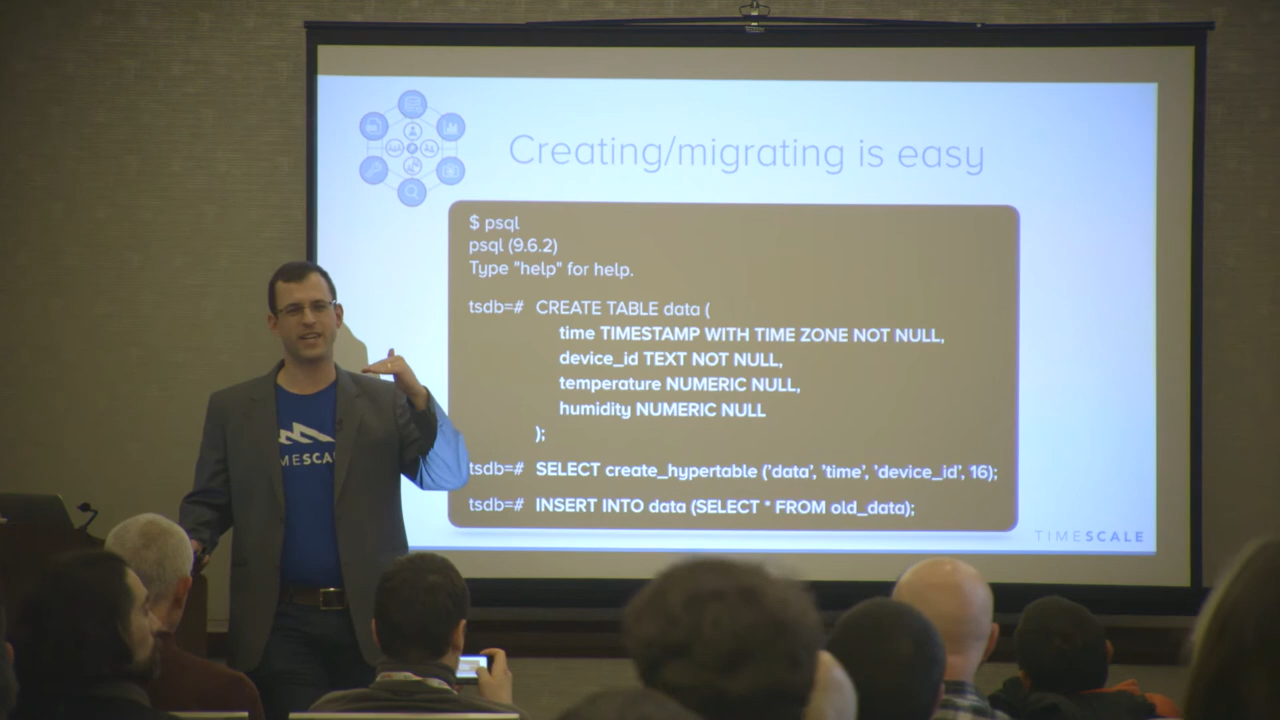 Creating/migrating is easy
$ psql
psql (9.6.2)
Type "help" for help.
tsdb=# CREATE TABLE data (
time TIMESTAMP WITH TIME ZONE NOT NULL,
device_id TEXT NOT NULL,
temperature NUMERIC NULL,
humidity NUMERIC NULL
);
tsdb=# SELECT create_hypertable ('data', 'time', 'device_id', 16);
tsdb=# INSERT INTO data (SELECT * FROM old_data);
TIMESCALE
MESCA